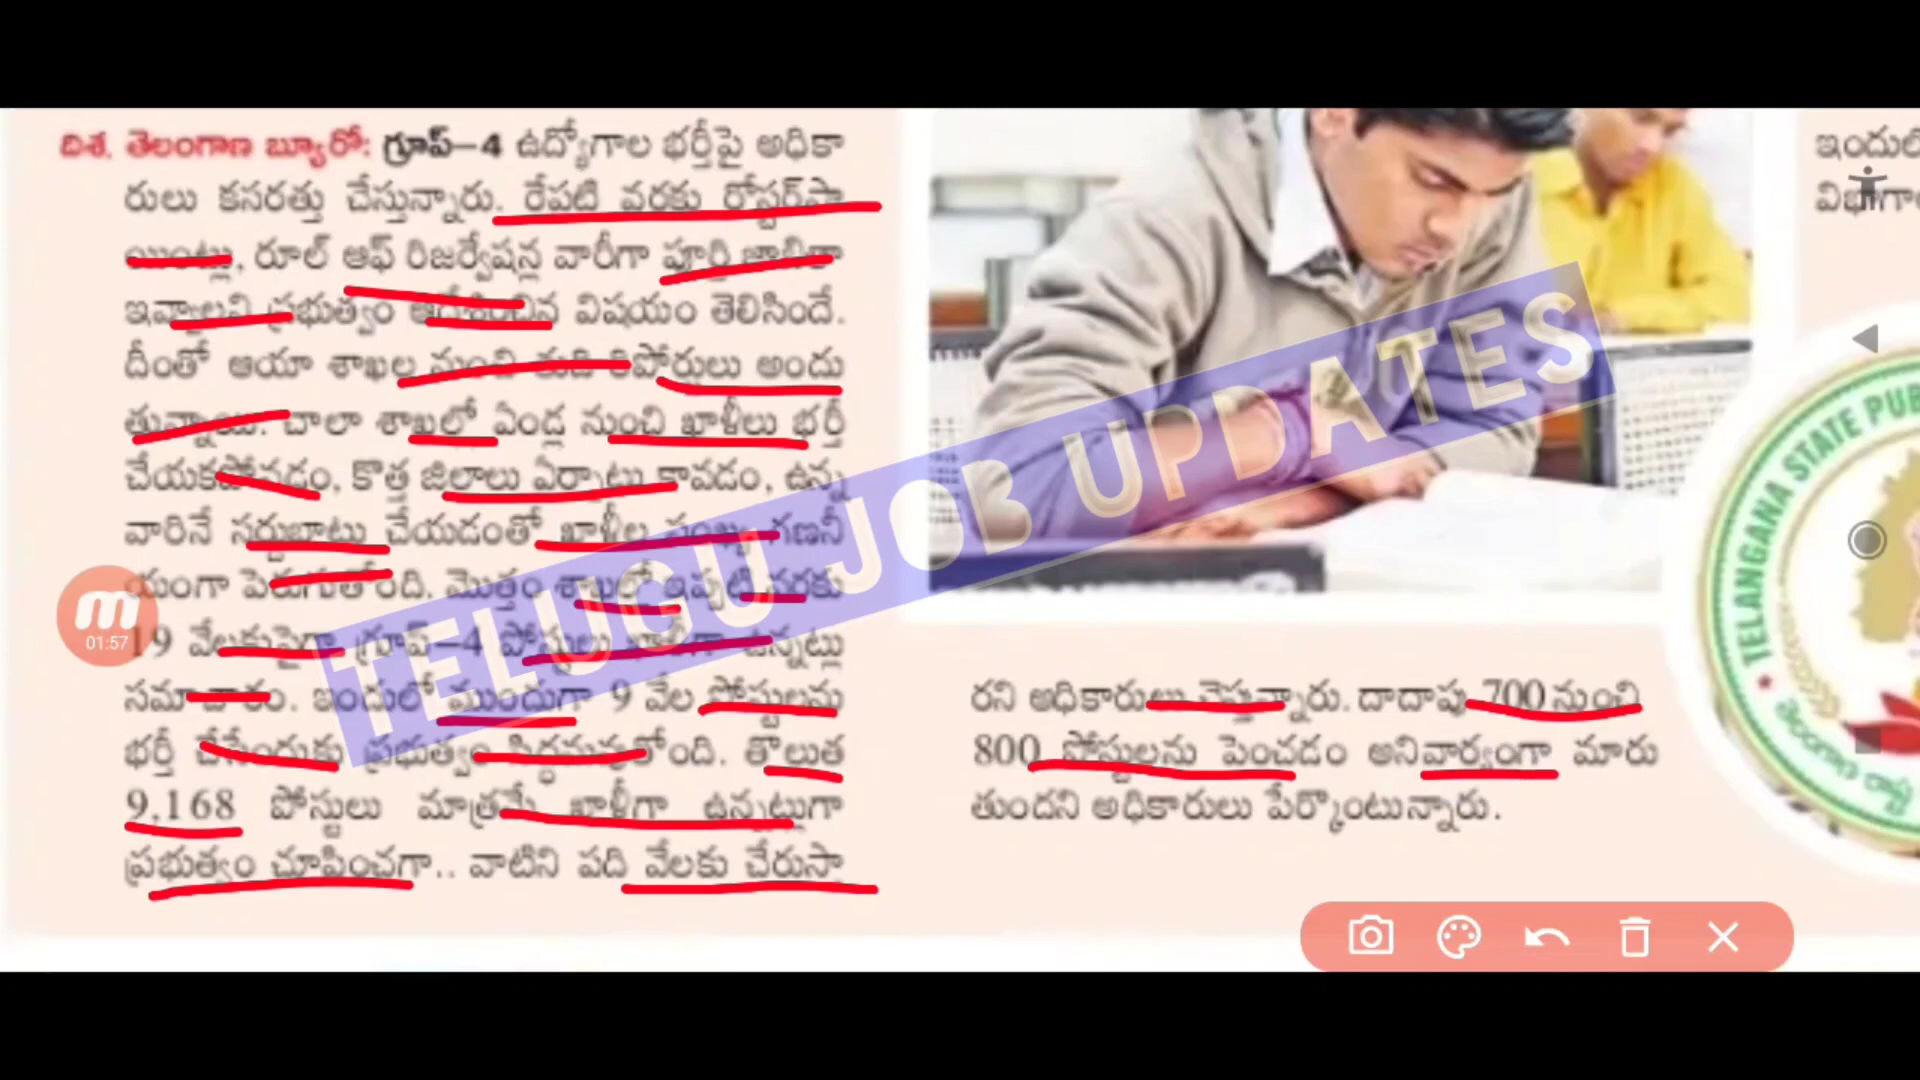 దిశ, తెలంగాణ బ్యూరో: గ్రూప్–4 ఉద్యోగాల భర్తీపై అధికా
రులు కసరత్తు చేస్తున్నారు. రేపటి వరకు రోస్టర్‌పా
యింట్లు, రూల్ ఆఫ్ రిజర్వేషన్ల వారీగా పూర్తి జాబితా
ఇవ్వాలని ప్రభుత్వం ఆదేశించిన విషయం తెలిసిందే.
దీంతో ఆయా శాఖల నుంచి తుది రిపోర్టులు అందు
తున్నాయి. చాలా శాఖల్లో ఏండ్ల నుంచి ఖాళీలు భర్తీ
చేయకపోవడం, కొత్త జిల్లాలు ఏర్పాటు కావడం, ఉన్న
వారినే సర్దుబాటు చేయడంతో ఖాళీల సంఖ్య గణనీ
యంగా పెరుగుతోంది. మొత్తం శాఖల్లో ఇప్పటి వరకు
19 వేలకుపైగా గ్రూప్–4 పోస్టులు ఖాళీగా ఉన్నట్లు
సమాచారం. ఇందులో ముందుగా 9 వేల పోస్టులను
భర్తీ చేసేందుకు ప్రభుత్వం సిద్ధమవుతోంది. తొలుత
9,168 పోస్టులు మాత్రమే ఖాళీగా ఉన్నట్లుగా
ప్రభుత్వం చూపించగా.. వాటిని పది వేలకు చేరుస్తా
రని అధికారులు చెప్తున్నారు. దాదాపు 700 నుంచి
800 పోస్టులను పెంచడం అనివార్యంగా మారు
తుందని అధికారులు పేర్కొంటున్నారు.
ఇందులో
TELUGU JOB UPDATES
TELANGANA STATE PUB
01:57